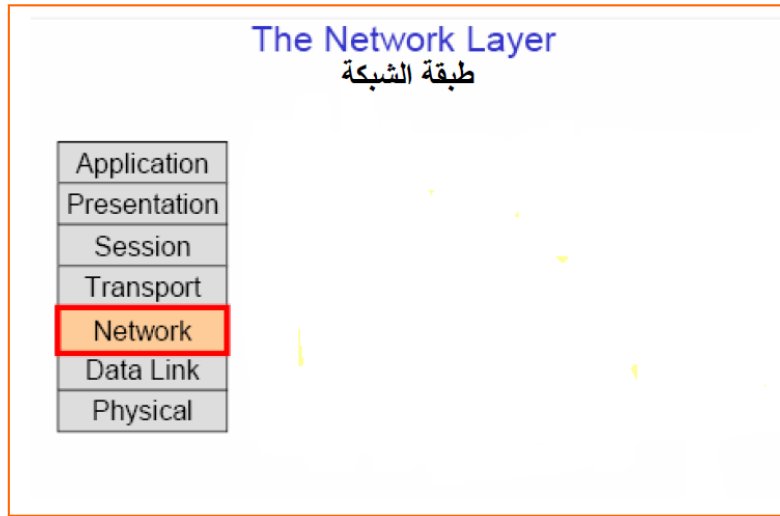 The Network Layer
طبقة الشبكة
Application
Presentation
Session
Transport
Network
Data Link
Physical